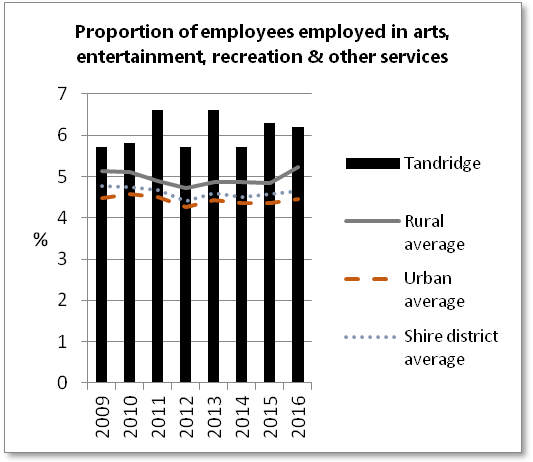 Proportion of employees employed in arts,
entertainment, recreation & other services
7
6
5
4
3
2
1
0
%
2009
2010
2011
2012
2013
2014
2015
2016
Tandridge
Rural
average
Urban
average
Shire district
average